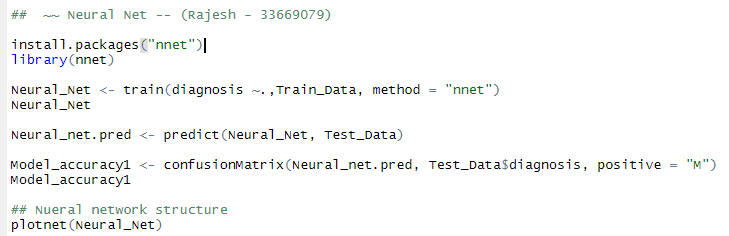 ## ~~ Neural Net -- (Rajesh - 33669079)
install.packages("nnet")
library(nnet)
Neural_Net <- train(diagnosis ~.,Train_Data, method = "nnet")
Neural_Net
Neural_net.pred <- predict(Neural_Net, Test_Data)
Model_accuracy1 <- confusionMatrix(Neural_net.pred, Test_Data$diagnosis, positive = "M")
Model_accuracy1
## Nueral network structure
plotnet(Neural_Net)